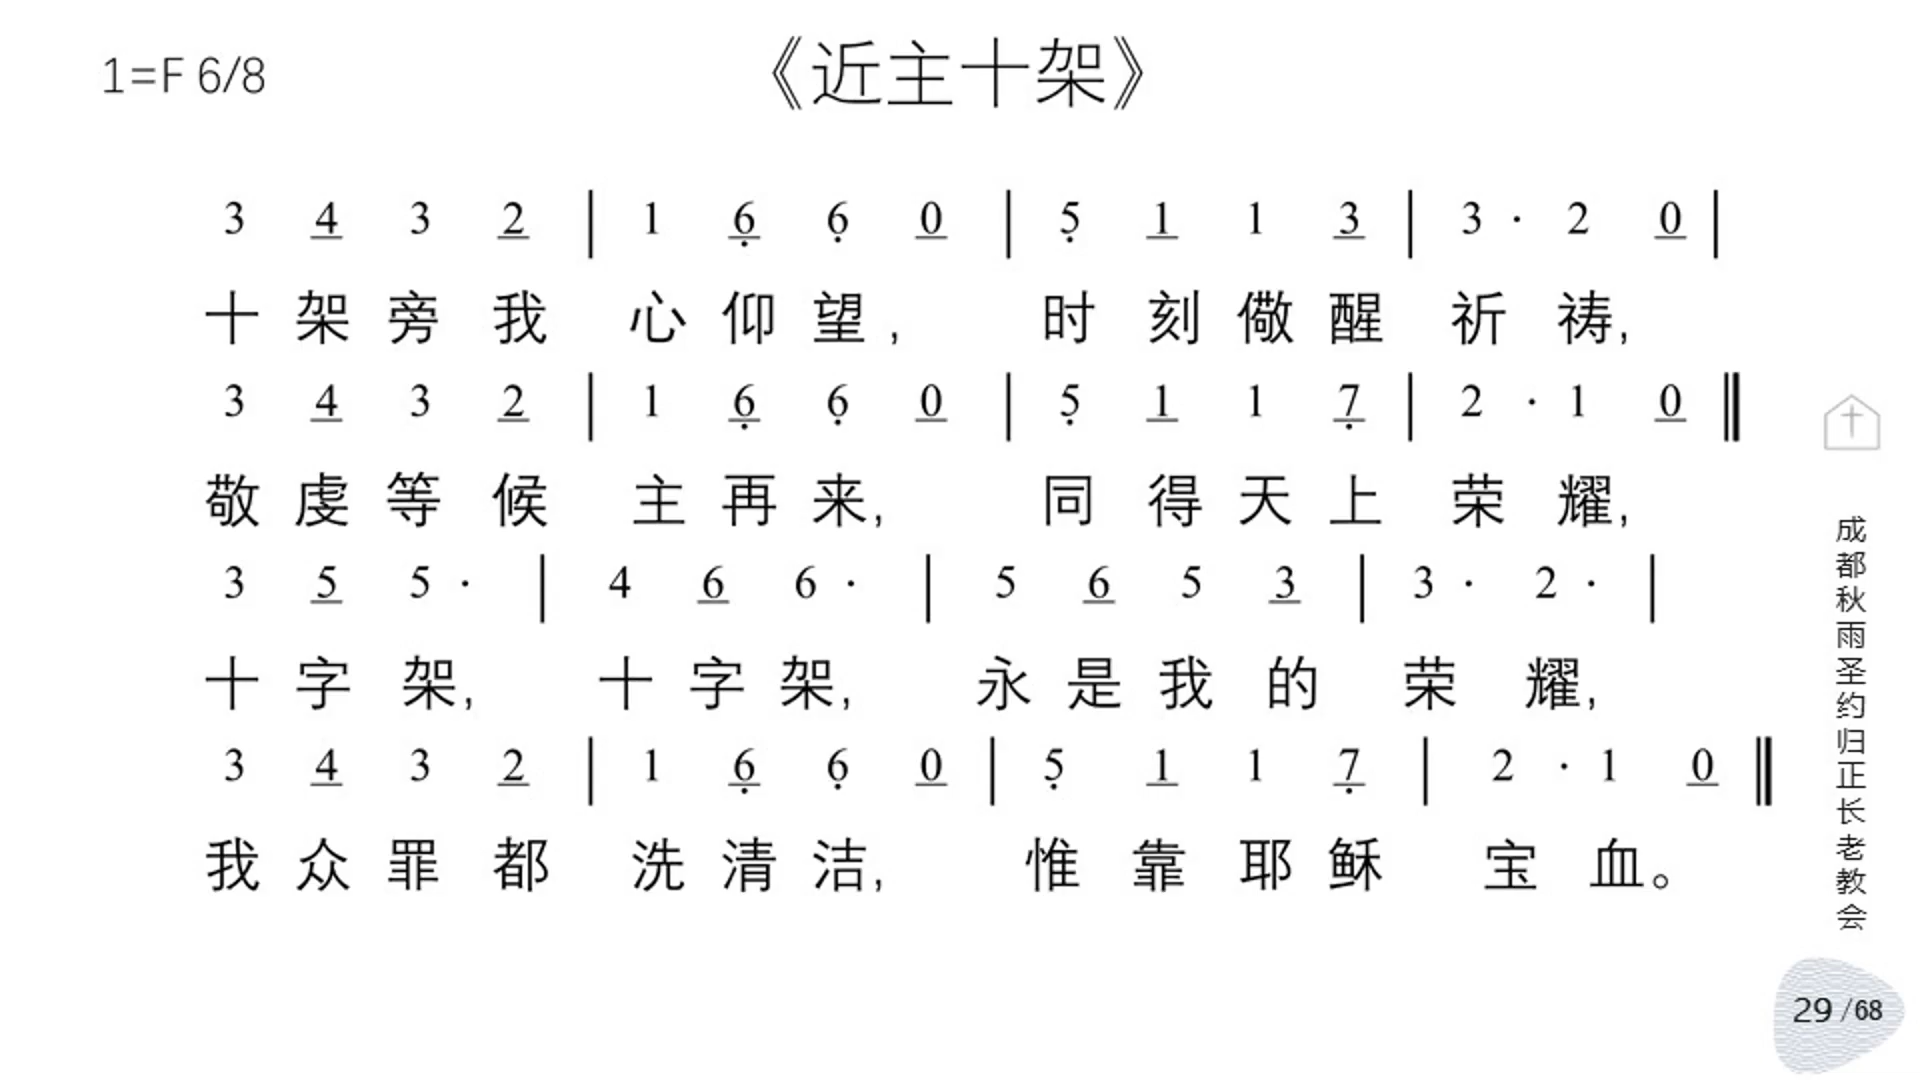 1=F 6/8
《近主十架》
3 4 3 2 | 1 6̣ 6̣ 0 | 5̣ 1 1 3 | 3 · 2 0 |
十 架 旁 我 心 仰 望 , 时 刻 儆 醒 祈 祷,
3 4 3 2 | 1 6̣ 6̣ 0 | 5̣ 1 1 7̣ | 2 · 1 0 ‖
敬 虔 等 候 主 再 来, 同 得 天 上 荣 耀,
3 5 5 · | 4 6 6 · | 5 6 5 3 | 3 · 2 · |
十 字 架, 十 字 架, 永 是 我 的 荣 耀,
3 4 3 2 | 1 6̣ 6̣ 0 | 5̣ 1 1 7̣ | 2 · 1 0 ‖
我 众 罪 都 洗 清 洁, 惟 靠 耶 稣 宝 血。
成都秋雨圣约归正长老教会
29 /68